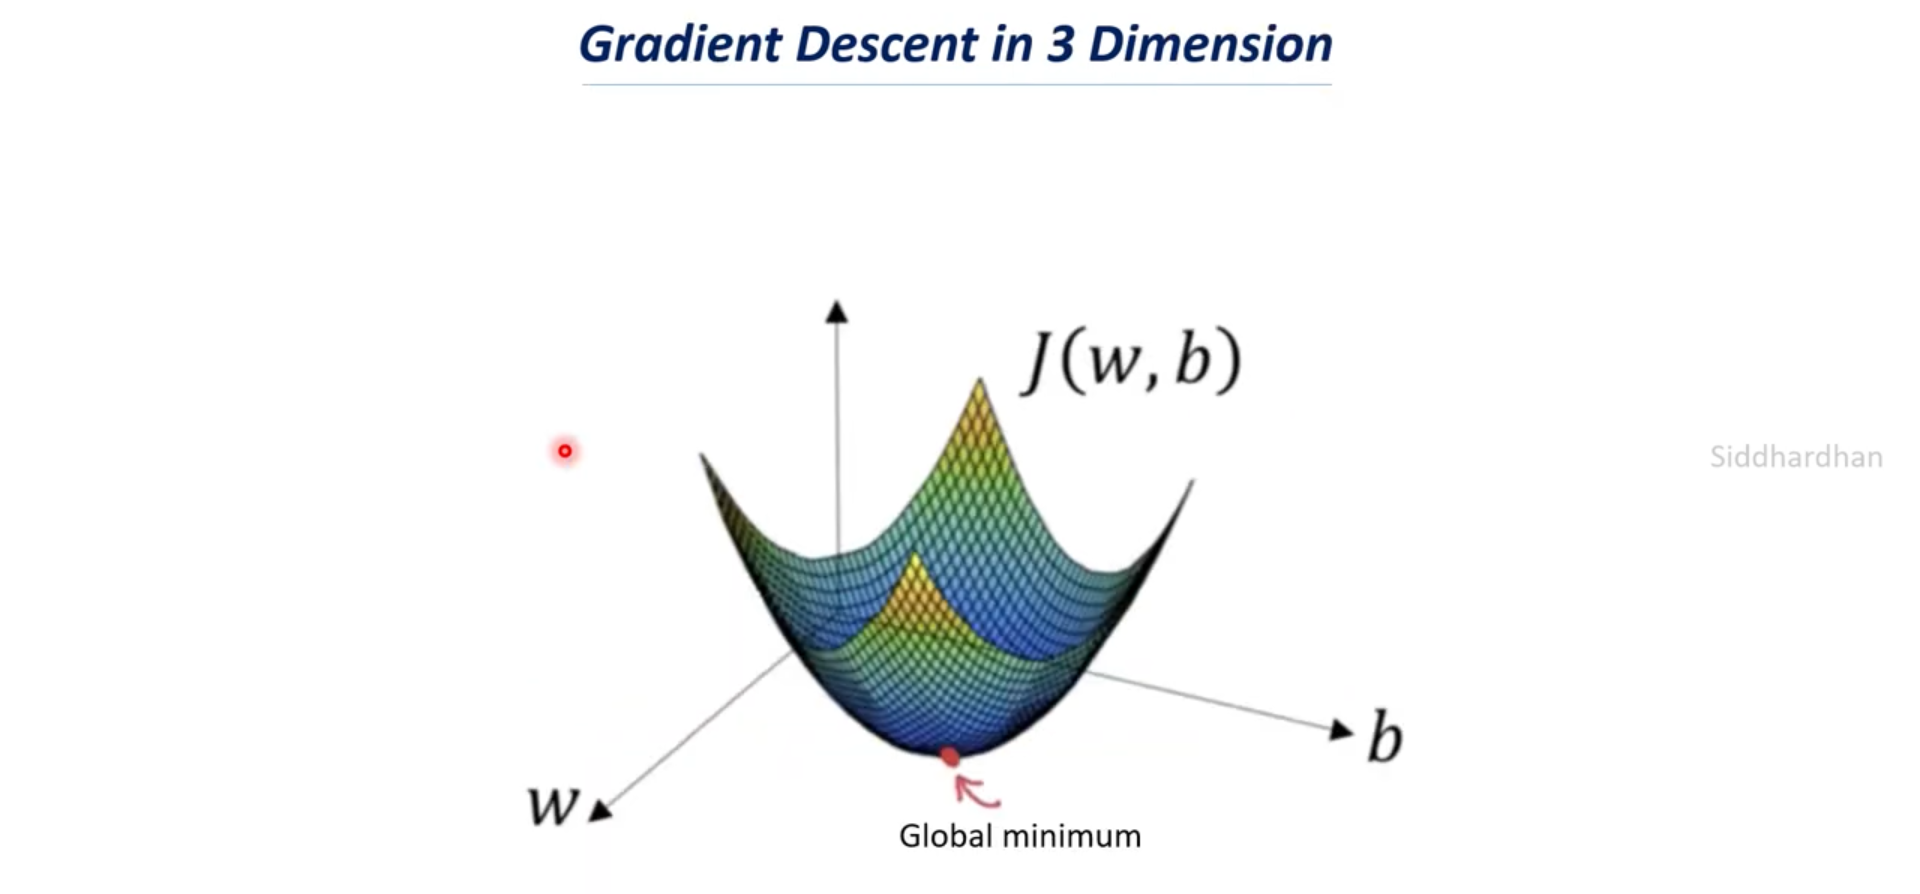 Gradient Descent in 3 Dimension
J(w, b)
Siddhardhan
b
w
Global minimum